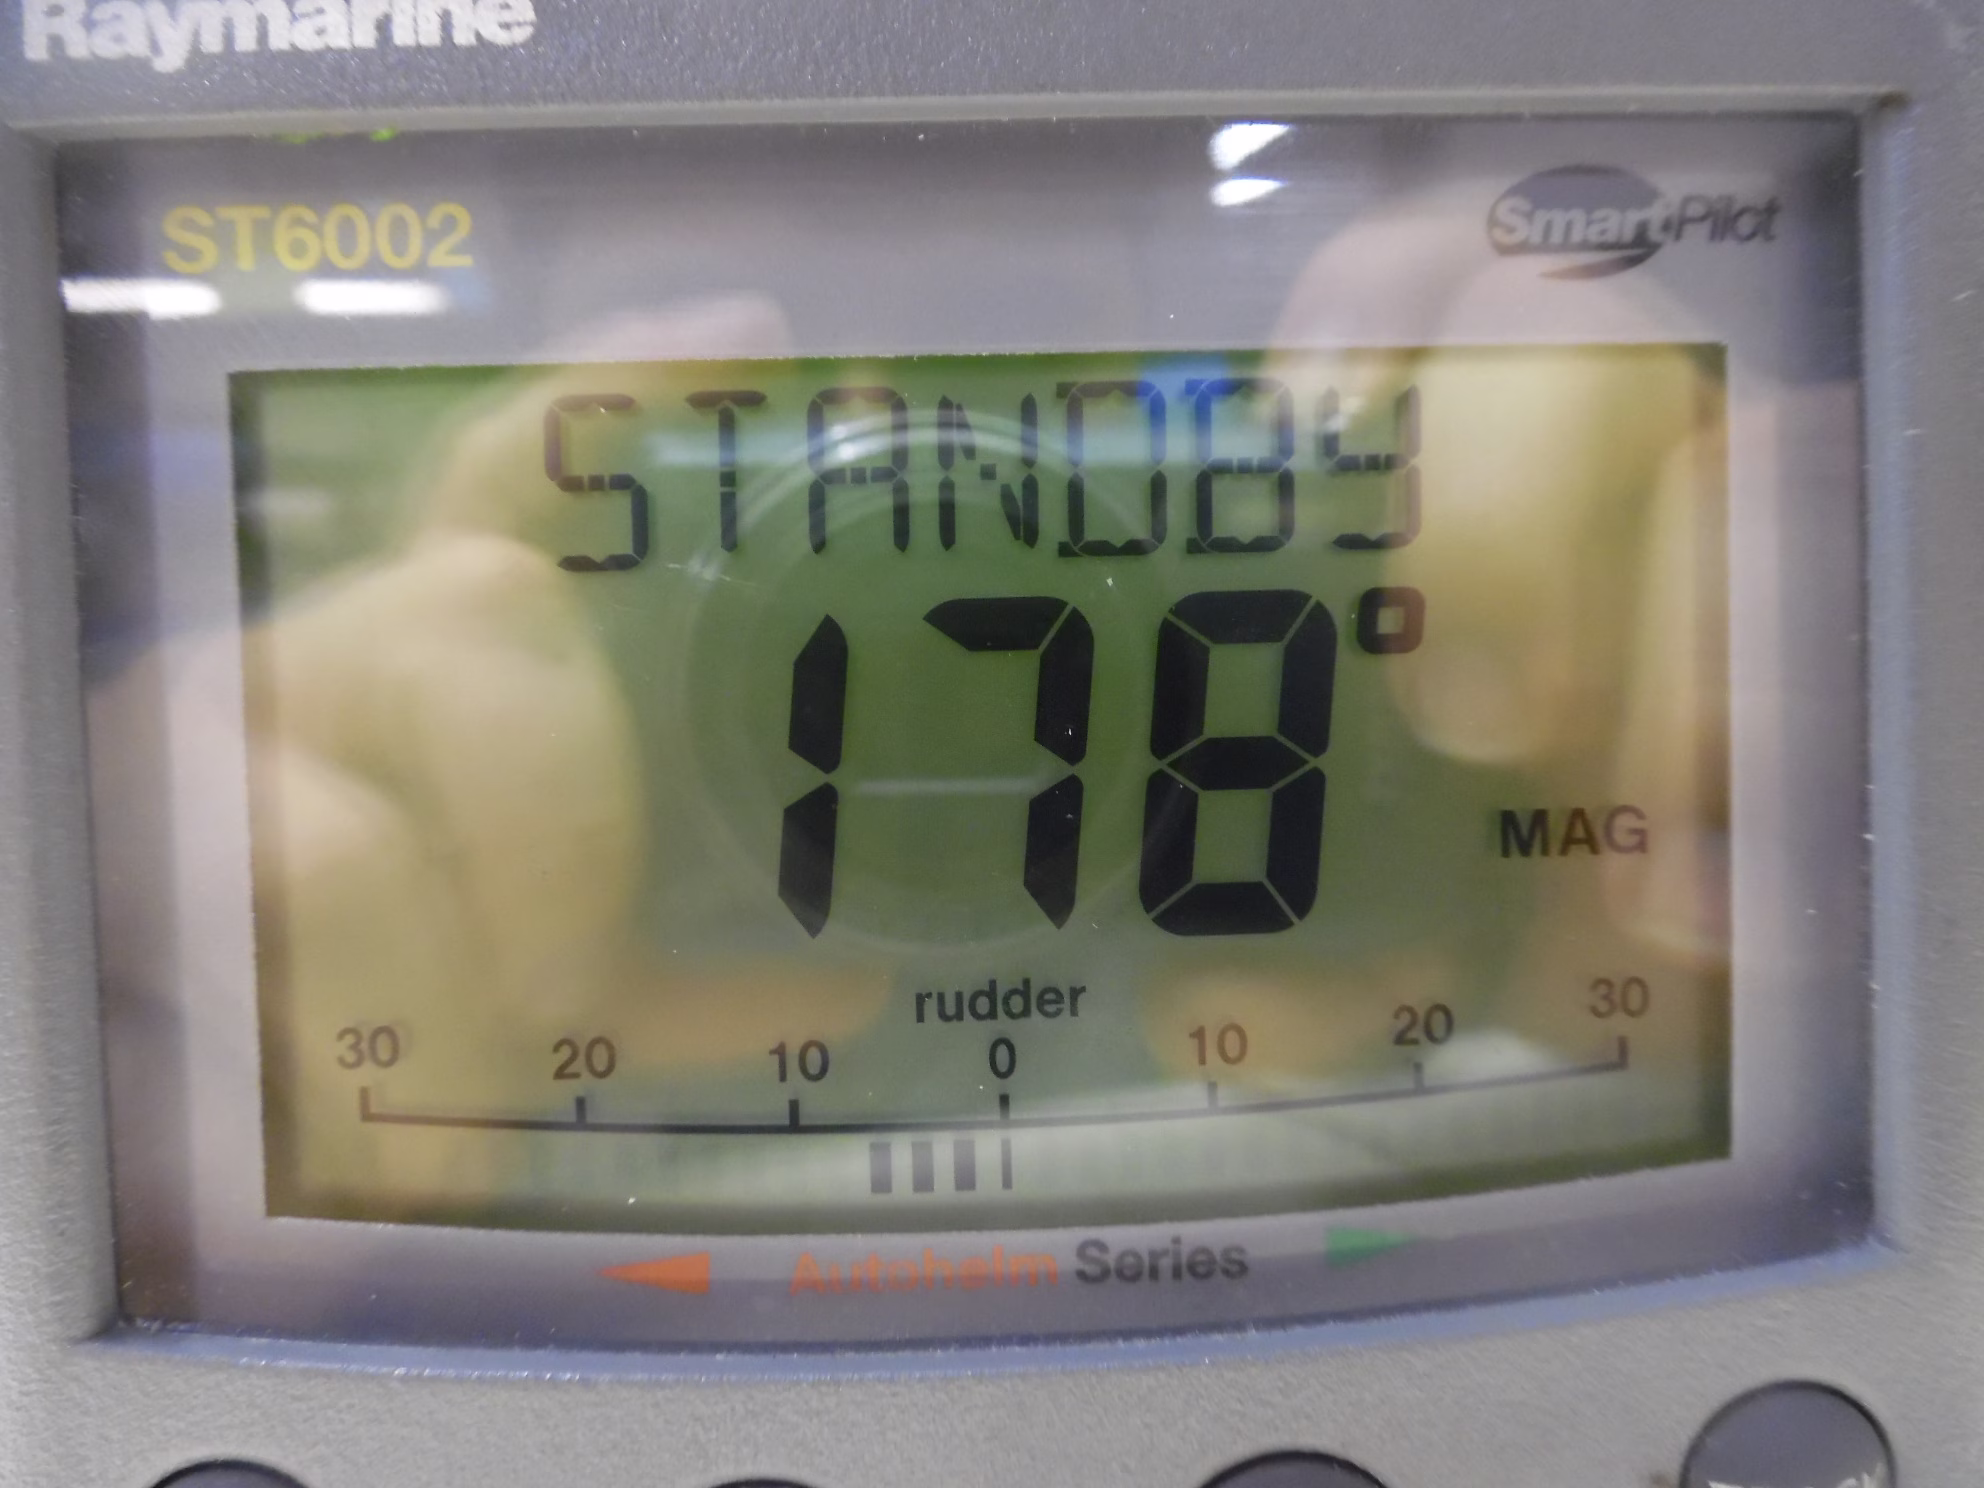 Raymarine
ST6002
SmartPilot
STANDBY
178°
MAG
rudder
30 20 10 0 10 20 30
Autohelm Series